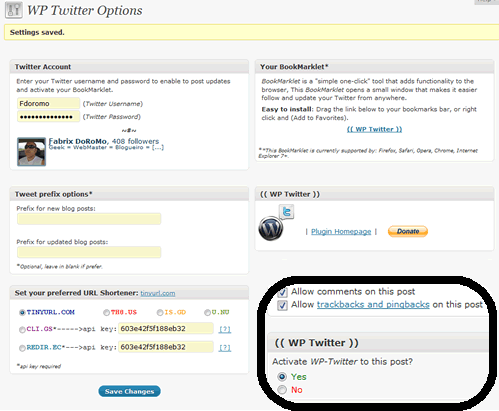 WP Twitter Options
Settings saved.
Twitter Account
Enter your Twitter username and password to enable to post updates
and activate your BookMarklet.
Fdoromo (Twitter Username)
•••••••••••••• (Twitter Password)
~8~
Fabrix DoRoMo, 408 followers
Geek = WebMaster = Blogueiro = [...]
Your BookMarklet*
BookMarklet is a "simple one-click" tool that adds functionality to the
browser, This BookMarklet opens a small window that makes it easier
follow and update your Twitter from anywhere.
Easy to install: Drag the link below to your bookmarks bar, or right
click and (Add to Favorites).
(( WP Twitter ))
*This BookMarklet is currently supported by: Firefox, Safari, Opera, Chrome, Internet
Explorer 7+.
Tweet prefix options*
Prefix for new blog posts:
Prefix for updated blog posts:
*Optional, leave in blank if prefer.
(( WP Twitter ))
| Plugin Homepage | Donate
Set your preferred URL Shortener: tinyurl.com
TINYURL.COM TH8.US IS.GD U.NU
CLI.GS*----->api key: 603e42f5f188eb32 [?]
REDIR.EC*-->api key: 603e42f5f188eb32 [?]
*api key required
Save Changes
Allow comments on this post
Allow trackbacks and pingbacks on this post
(( WP Twitter ))
Activate WP-Twitter to this post?
Yes
No